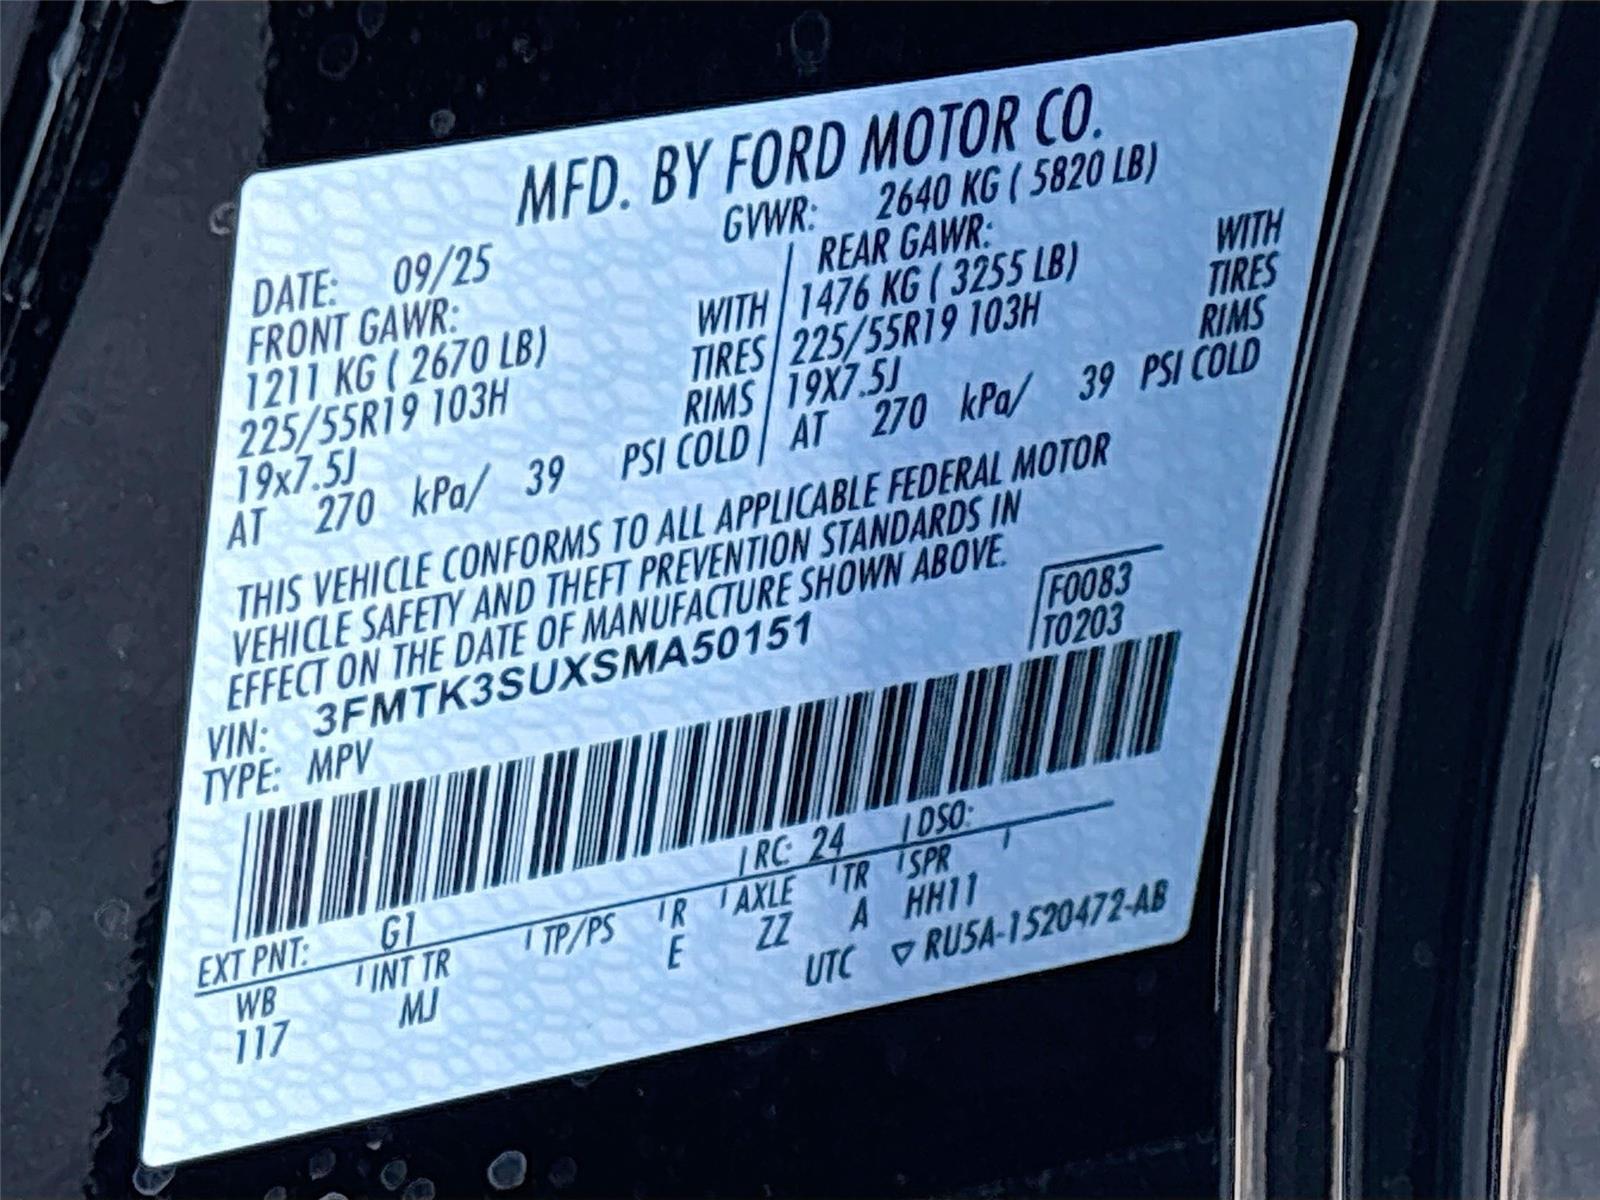 MFD. BY FORD MOTOR CO.
DATE: 09/25 GVWR: 2640 KG ( 5820 LB)
FRONT GAWR: REAR GAWR:
1211 KG ( 2670 LB) WITH 1476 KG ( 3255 LB) WITH
225/55R19 103H TIRES 225/55R19 103H TIRES
19x7.5J RIMS 19X7.5J RIMS
AT 270 kPa/ 39 PSI COLD AT 270 kPa/ 39 PSI COLD
THIS VEHICLE CONFORMS TO ALL APPLICABLE FEDERAL MOTOR
VEHICLE SAFETY AND THEFT PREVENTION STANDARDS IN
EFFECT ON THE DATE OF MANUFACTURE SHOWN ABOVE.
F0083
VIN: 3FMTK3SUXSMA50151 T0203
TYPE: MPV
EXT PNT: G1 RC: 24 DSO:
WB INT TR TP/PS R AXLE TR SPR
117 MJ E ZZ A HH11
UTC ▽ RU5A-1520472-AB